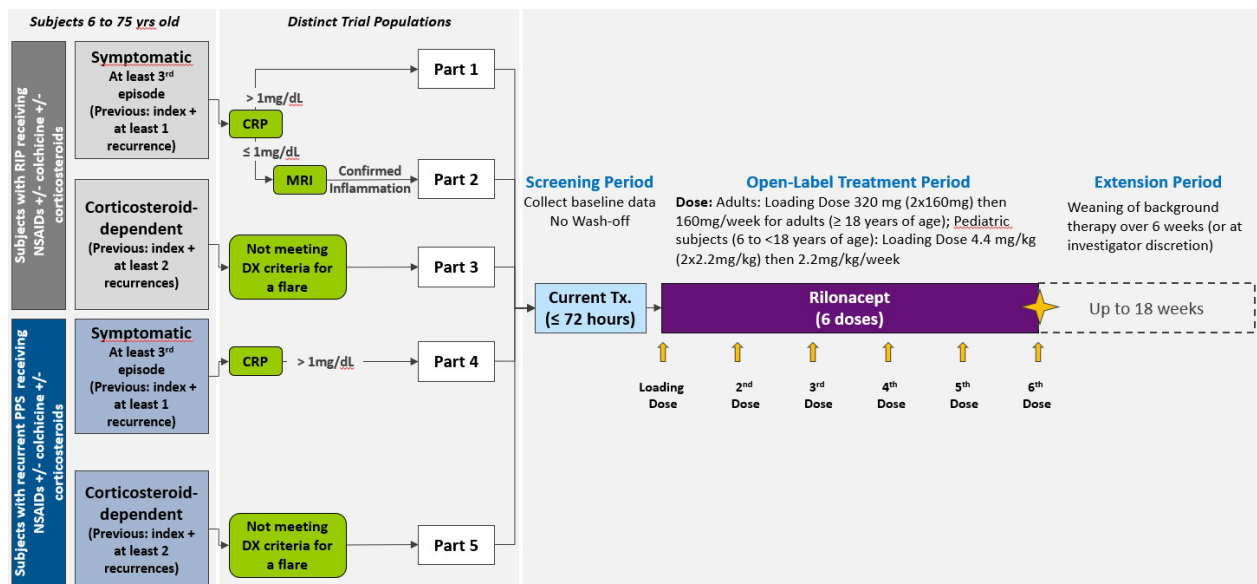 Subjects 6 to 75 yrs old
Distinct Trial Populations
Subjects with RIP receiving
NSAIDs +/- colchicine +/-
corticosteroids
Symptomatic
At least 3rd
episode
(Previous: index +
at least 1
recurrence)
> 1mg/dL
CRP
≤ 1mg/dL
MRI
Confirmed
Inflammation
Part 1
Part 2
Corticosteroid-
dependent
(Previous: index +
at least 2
recurrences)
Not meeting
DX criteria for
a flare
Part 3
Subjects with recurrent PPS receiving
NSAIDs +/- colchicine +/-
corticosteroids
Symptomatic
At least 3rd
episode
(Previous: index +
at least 1
recurrence)
CRP
> 1mg/dL
Part 4
Corticosteroid-
dependent
(Previous: index +
at least 2
recurrences)
Not meeting
DX criteria for
a flare
Part 5
Screening Period
Collect baseline data
No Wash-off
Current Tx.
(≤ 72 hours)
Open-Label Treatment Period
Dose: Adults: Loading Dose 320 mg (2x160mg) then
160mg/week for adults (≥ 18 years of age); Pediatric
subjects (6 to <18 years of age): Loading Dose 4.4 mg/kg
(2x2.2mg/kg) then 2.2mg/kg/week
Rilonacept
(6 doses)
Loading
Dose
2nd
Dose
3rd
Dose
4th
Dose
5th
Dose
6th
Dose
Extension Period
Weaning of background
therapy over 6 weeks (or at
investigator discretion)
Up to 18 weeks